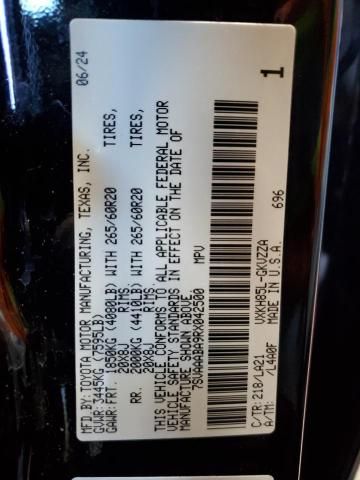 MFD. BY: TOYOTA MOTOR MANUFACTURING, TEXAS, INC. 06/24
GVWR: 3445KG (7595LB)
GAWR: FRT. 1850KG (4080LB) WITH 265/60R20 TIRES,
20X8J RIMS
RR. 2000KG (4410LB) WITH 265/60R20 TIRES,
20X8J RIMS
THIS VEHICLE CONFORMS TO ALL APPLICABLE FEDERAL MOTOR
VEHICLE SAFETY STANDARDS IN EFFECT ON THE DATE OF
MANUFACTURE SHOWN ABOVE.
7SVAAABA9RX042500 MPV
1
C/TR: 218/LA21 VXKH85L-GKVZZA
A/TM: /L4A0F MADE IN U.S.A.
696